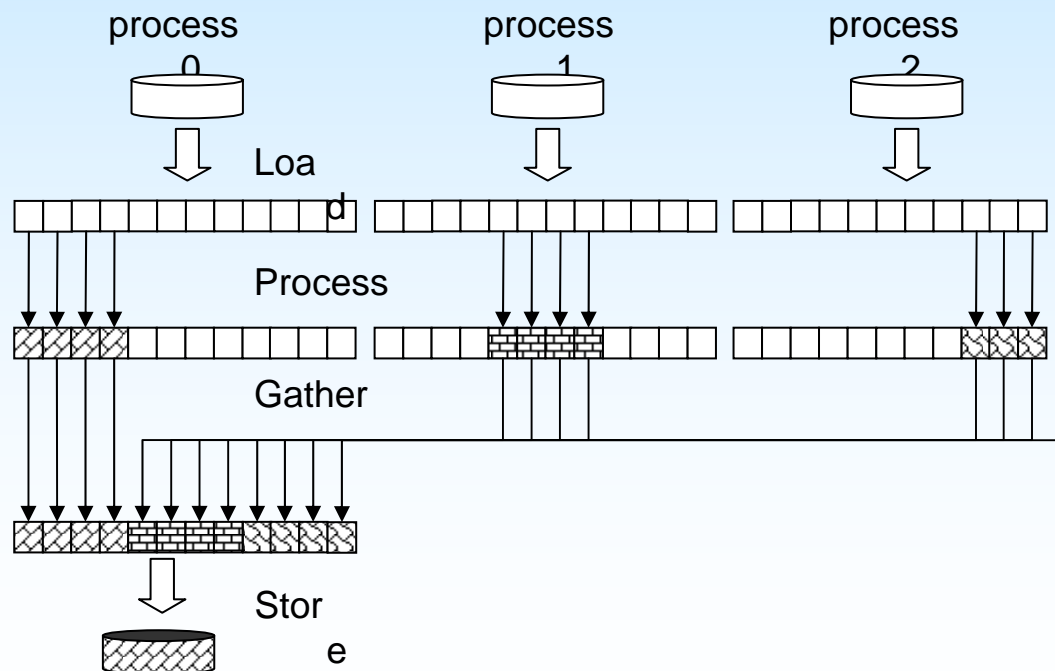 process
0
process
1
process
2
Loa
d
Process
Gather
Stor
e